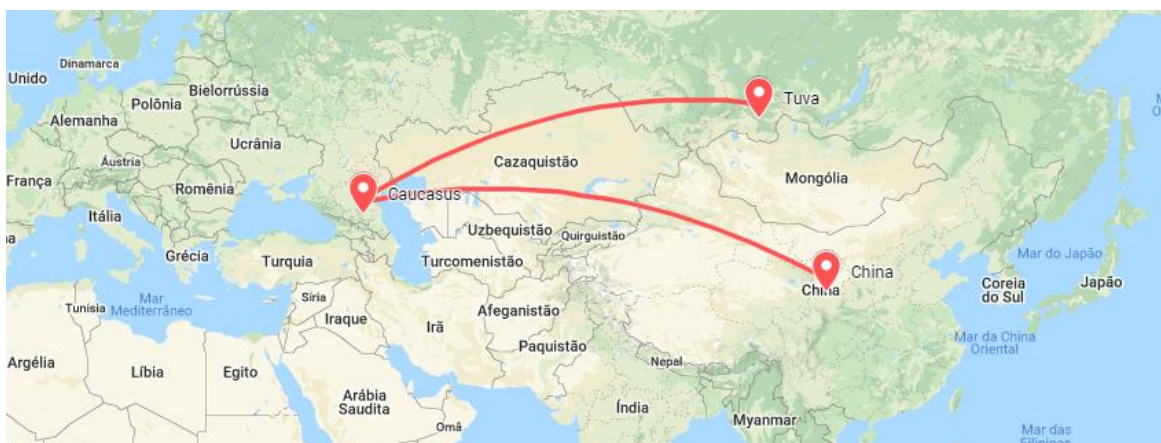 Dinamarca
Unido
Bielorrússia
Polônia
Alemanha
Ucrânia
Áustria
França
Romênia
Itália
Grécia
Turquia
Tuva
Cazaquistão
Mongólia
Caucasus
Uzbequistão
Quirguistão
Turcomenistão
China
China
Mar do Japão
Coreia
do Sul
Japão
Mar
Mediterrâneo
Tunísia
Síria
Iraque
Irã
Afeganistão
Paquistão
Nepal
Mar da China
Oriental
Argélia
Líbia
Egito
Arábia
Saudita
Omã
Índia
Myanmar
Mar das